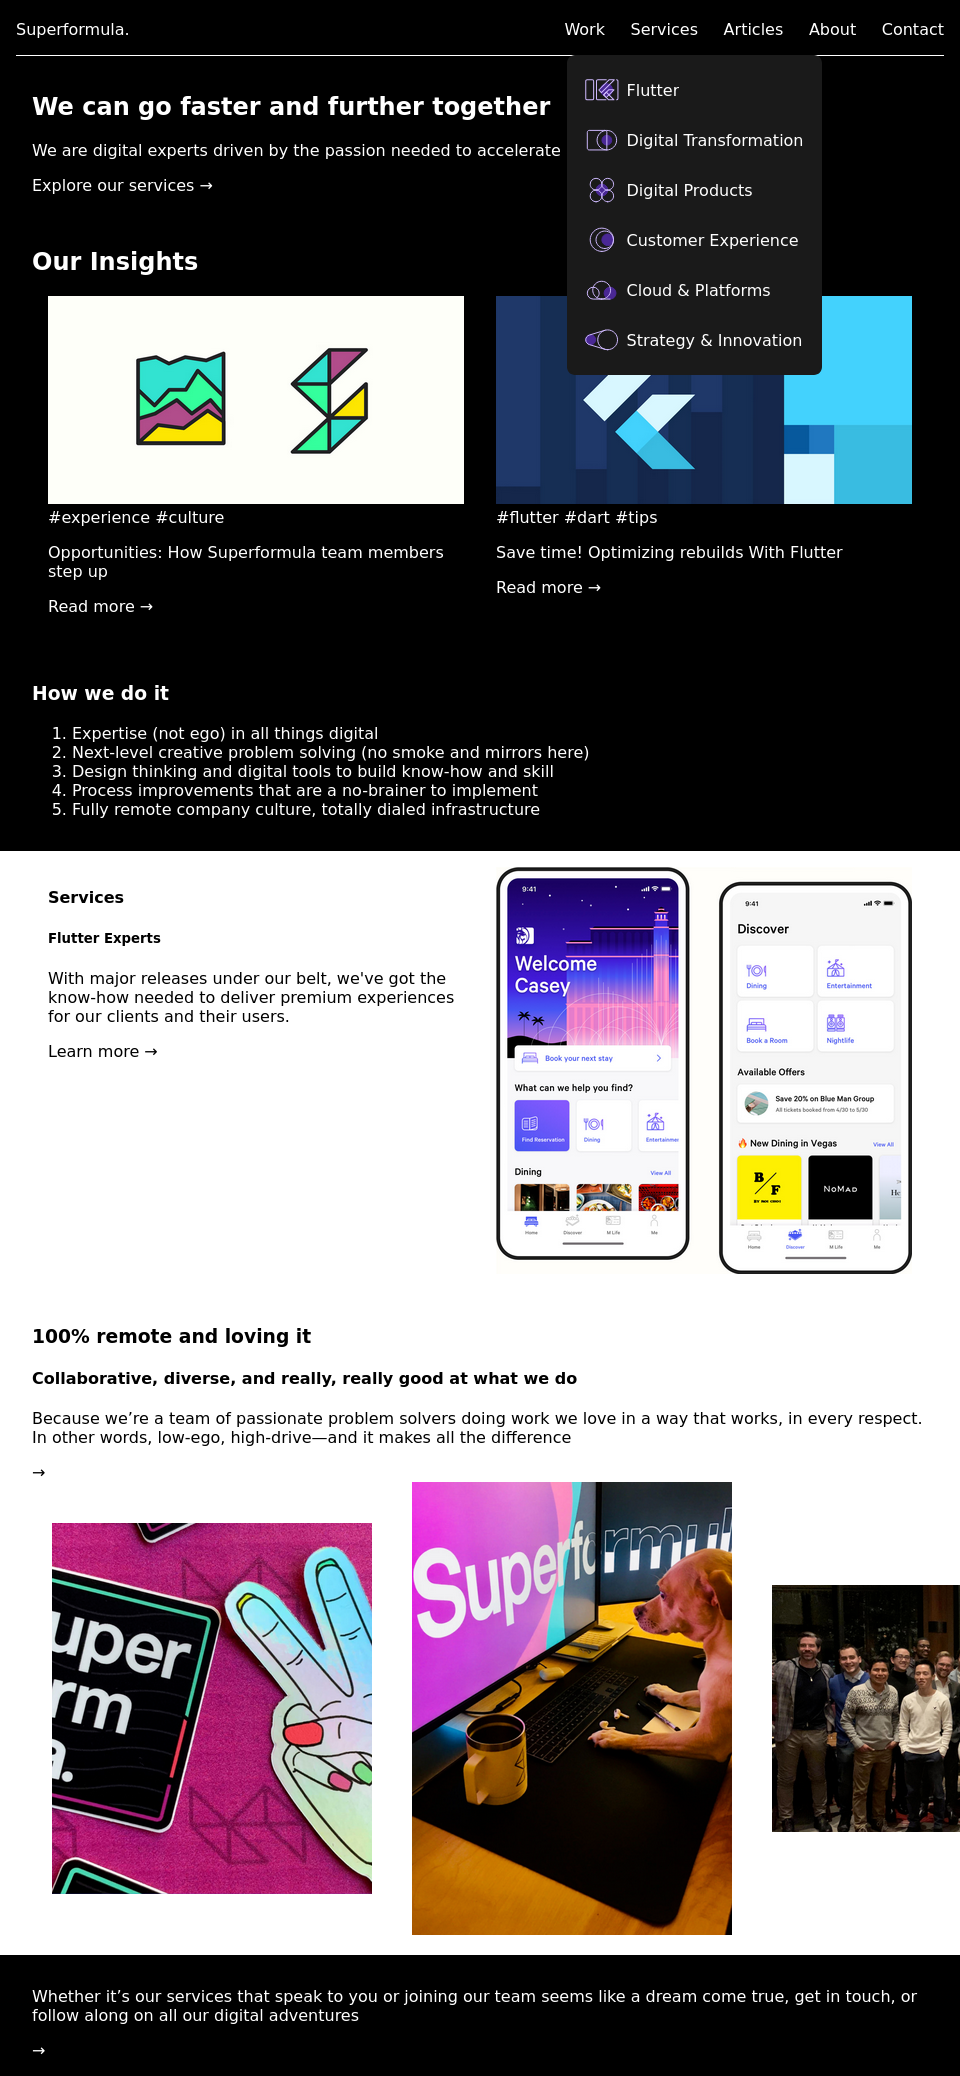 Superformula.
Work
Services
Articles
About
Contact
Flutter
Digital Transformation
Digital Products
Customer Experience
Cloud & Platforms
Strategy & Innovation
We can go faster and further together
We are digital experts driven by the passion needed to accelerate
Explore our services →
Our Insights
#experience #culture
Opportunities: How Superformula team members
step up
Read more →
#flutter #dart #tips
Save time! Optimizing rebuilds With Flutter
Read more →
How we do it
1. Expertise (not ego) in all things digital
2. Next-level creative problem solving (no smoke and mirrors here)
3. Design thinking and digital tools to build know-how and skill
4. Process improvements that are a no-brainer to implement
5. Fully remote company culture, totally dialed infrastructure
Services
Flutter Experts
With major releases under our belt, we've got the
know-how needed to deliver premium experiences
for our clients and their users.
Learn more →
9:41
Welcome
Casey
Book your next stay
What can we help you find?
Find Reservation
Dining
Entertainmen
Dining
View All
Home
Discover
M Life
Me
9:41
Discover
Dining
Entertainment
Book a Room
Nightlife
Available Offers
Save 20% on Blue Man Group
All tickets booked from 4/30 to 5/30
New Dining in Vegas
View All
B/F
NOMAD
Home
Discover
M Life
Me
100% remote and loving it
Collaborative, diverse, and really, really good at what we do
Because we’re a team of passionate problem solvers doing work we love in a way that works, in every respect.
In other words, low-ego, high-drive—and it makes all the difference
→
uper
rm
a.
Superformul
Whether it’s our services that speak to you or joining our team seems like a dream come true, get in touch, or
follow along on all our digital adventures
→